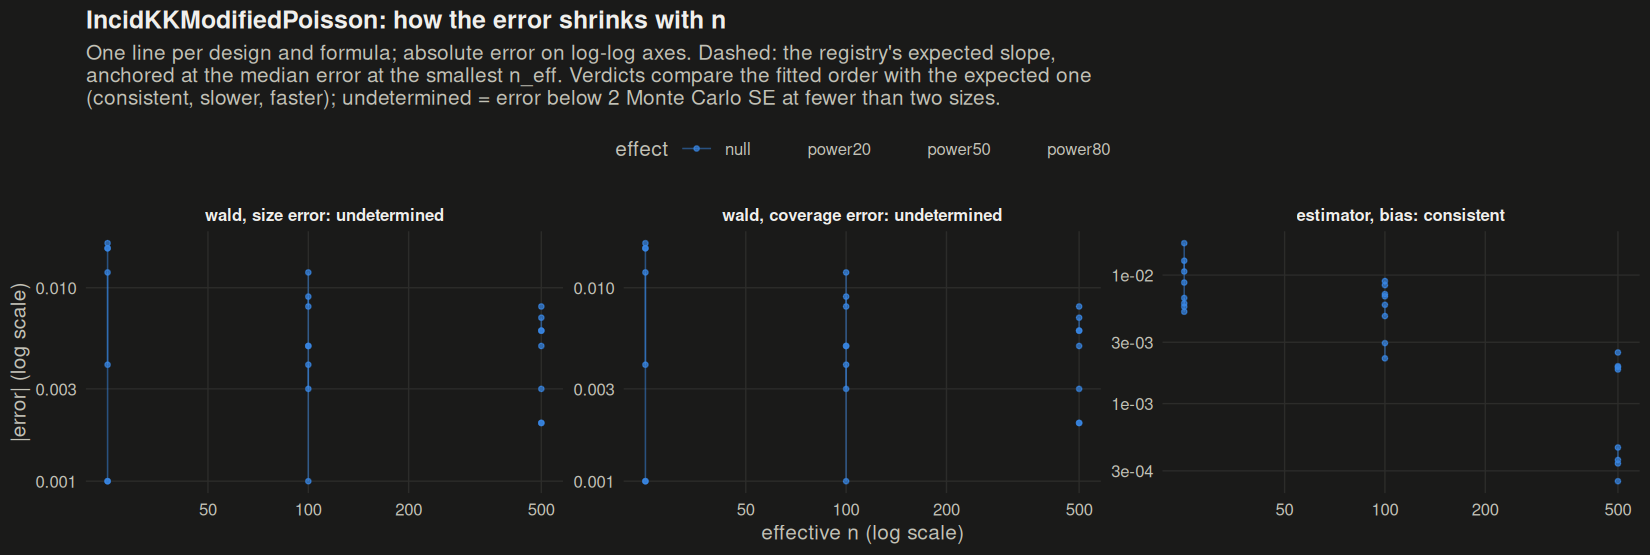 IncidKKModifiedPoisson: how the error shrinks with n
One line per design and formula; absolute error on log-log axes. Dashed: the registry's expected slope,
anchored at the median error at the smallest n_eff. Verdicts compare the fitted order with the expected one
(consistent, slower, faster); undetermined = error below 2 Monte Carlo SE at fewer than two sizes.
effect null power20 power50 power80
wald, size error: undetermined
wald, coverage error: undetermined
estimator, bias: consistent
|error| (log scale)
0.010
0.003
0.001
50 100 200 500
0.010
0.003
0.001
50 100 200 500
1e-02
3e-03
1e-03
3e-04
50 100 200 500
effective n (log scale)